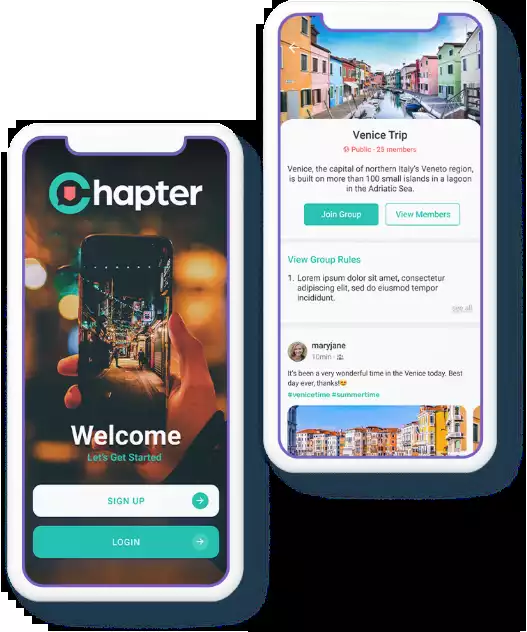 Chapter
Welcome
Let's Get Started
SIGN UP
LOGIN
Venice Trip
Public · 25 members
Venice, the capital of northern Italy's Veneto region,
is built on more than 100 small islands in a lagoon
in the Adriatic Sea.
Join Group
View Members
View Group Rules
1. Lorem ipsum dolor sit amet, consectetur
adipiscing elit, sed do eiusmod tempor
incididunt.
see all
maryjane
10min ·
It's been a very wonderful time in the Venice today. Best
day ever, thanks!😍
#venicetime #summertime